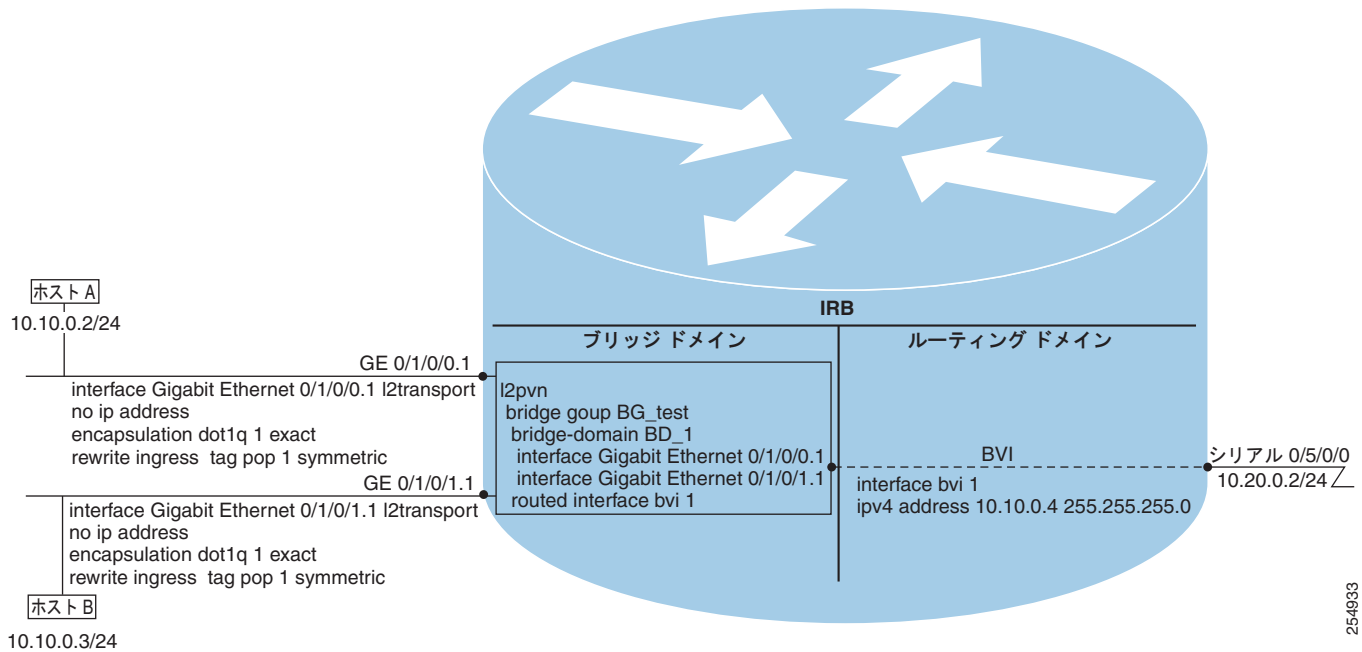 IRB
ブリッジ ドメイン
ルーティング ドメイン
ホスト A
10.10.0.2/24
GE 0/1/0/0.1
interface Gigabit Ethernet 0/1/0/0.1 l2transport
no ip address
encapsulation dot1q 1 exact
rewrite ingress tag pop 1 symmetric
GE 0/1/0/1.1
interface Gigabit Ethernet 0/1/0/1.1 l2transport
no ip address
encapsulation dot1q 1 exact
rewrite ingress tag pop 1 symmetric
ホスト B
10.10.0.3/24
l2pvn
bridge goup BG_test
bridge-domain BD_1
interface Gigabit Ethernet 0/1/0/0.1
interface Gigabit Ethernet 0/1/0/1.1
routed interface bvi 1
BVI
interface bvi 1
ipv4 address 10.10.0.4 255.255.255.0
シリアル 0/5/0/0
10.20.0.2/24
254933